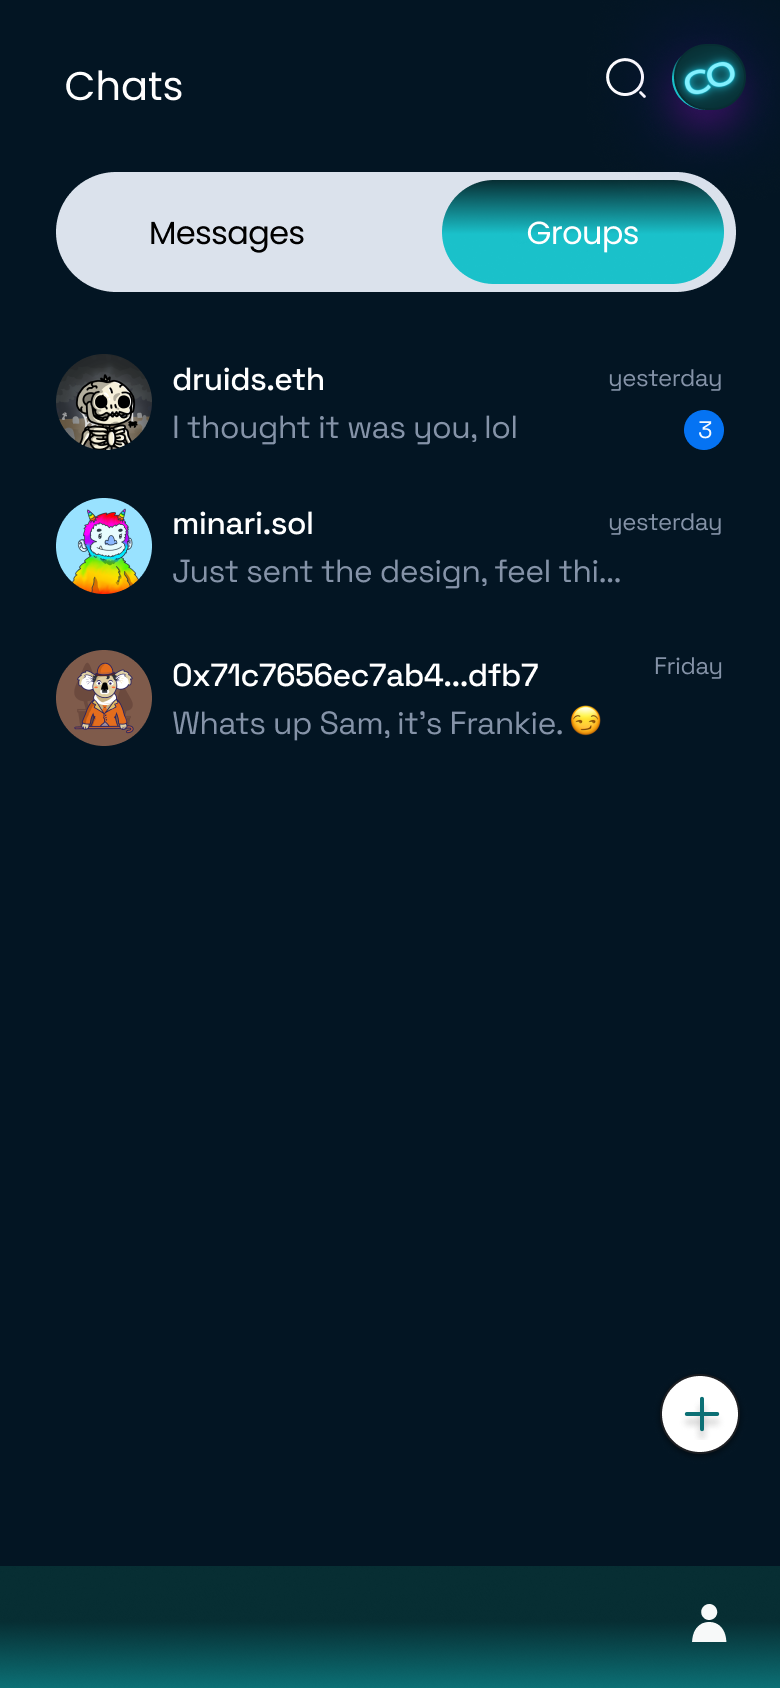 Chats
CO
Messages
Groups
druids.eth
yesterday
I thought it was you, lol
3
minari.sol
yesterday
Just sent the design, feel thi...
0x71c7656ec7ab4...dfb7
Friday
Whats up Sam, it's Frankie. 😏